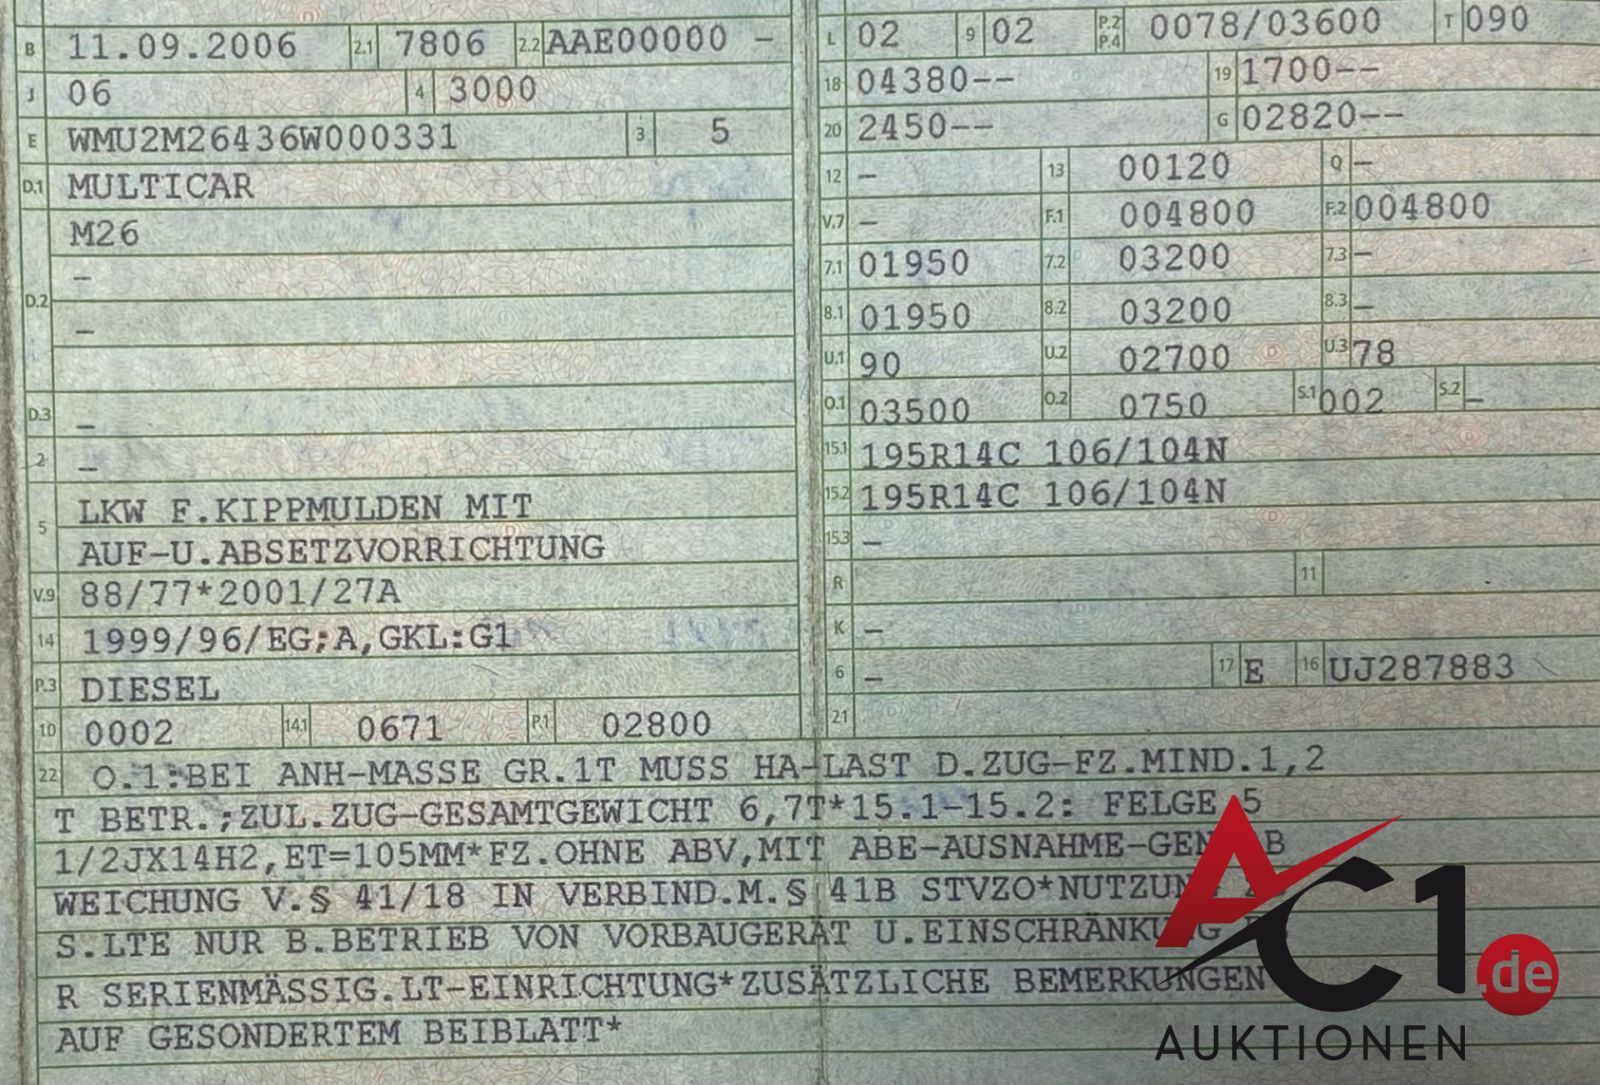 B 11.09.2006 2.1 7806 2.2 AAE00000 -
J 06 4 3000
E WMU2M26436W000331 3 5
D.1 MULTICAR
M26
-
D.2
-
D.3 -
2 -
LKW F.KIPPMULDEN MIT
5
AUF-U.ABSETZVORRICHTUNG
V.9 88/77*2001/27A
14 1999/96/EG;A,GKL:G1
P.3 DIESEL
10 0002 14.1 0671 P.1 02800
L 02 9 02 P.2 P.4 0078/03600 T 090
18 04380-- 19 1700--
20 2450-- G 02820--
12 - 13 00120 Q -
V.7 - F.1 004800 F.2 004800
7.1 01950 7.2 03200 7.3 -
8.1 01950 8.2 03200 8.3 -
U.1 90 U.2 02700 U.3 78
O.1 03500 O.2 0750 S.1 002 S.2 -
15.1 195R14C 106/104N
15.2 195R14C 106/104N
15.3 -
R 11
K -
6 - 17 E 16 UJ287883
21
22 O.1:BEI ANH-MASSE GR.1T MUSS HA-LAST D.ZUG-FZ.MIND.1,2
T BETR.;ZUL.ZUG-GESAMTGEWICHT 6,7T*15.1-15.2: FELGE 5
1/2JX14H2,ET=105MM*FZ.OHNE ABV,MIT ABE-AUSNAHME-GEN AB
WEICHUNG V.§ 41/18 IN VERBIND.M.§ 41B STVZO*NUTZUN
S.LTE NUR B.BETRIEB VON VORBAUGERÄT U.EINSCHRÄNKU
R SERIENMÄSSIG.LT-EINRICHTUNG*ZUSÄTZLICHE BEMERKUNGEN
AUF GESONDERTEM BEIBLATT*
AC1.de
AUKTIONEN